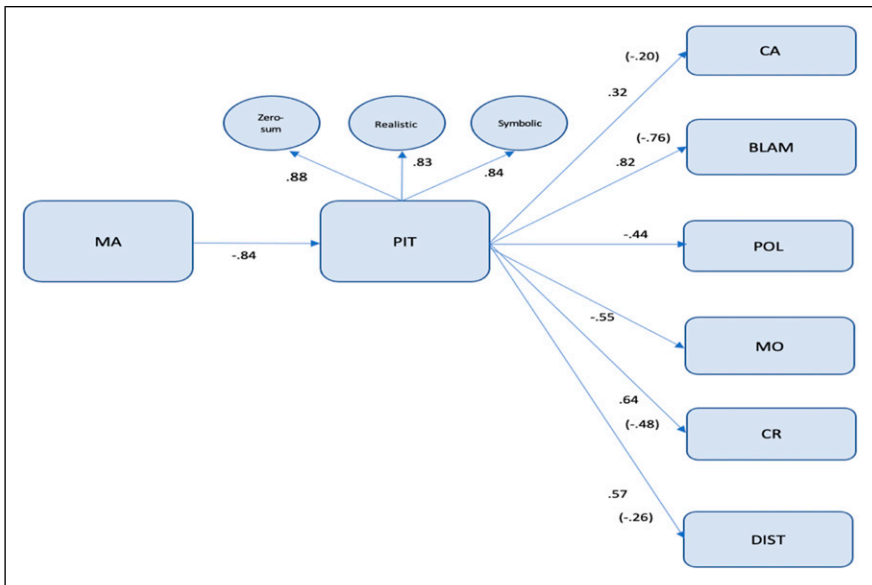 (-.20)
CA
.32
Zero-
sum
Realistic
Symbolic
(-.76)
BLAM
.82
.88
.83
.84
MA
-.84
PIT
-.44
POL
-.55
MO
.64
(-.48)
CR
.57
(-.26)
DIST